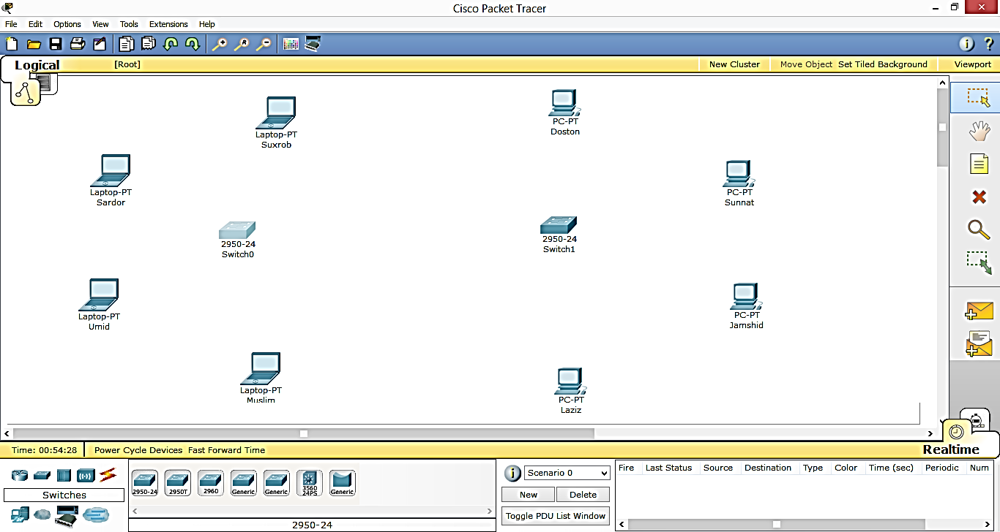 Cisco Packet Tracer
File Edit Options View Tools Extensions Help
Logical [Root] New Cluster Move Object Set Tiled Background Viewport
Laptop-PT
Suxrob
PC-PT
Doston
Laptop-PT
Sardor
PC-PT
Sunnat
2950-24
Switch0
2950-24
Switch1
Laptop-PT
Umid
PC-PT
Jamshid
Laptop-PT
Muslim
PC-PT
Laziz
Time: 00:54:28 Power Cycle Devices Fast Forward Time Realtime
Switches
2950-24 2950T 2960 Generic Generic 3560 24PS Generic
2950-24
Scenario 0
New Delete
Toggle PDU List Window
Fire Last Status Source Destination Type Color Time (sec) Periodic Num